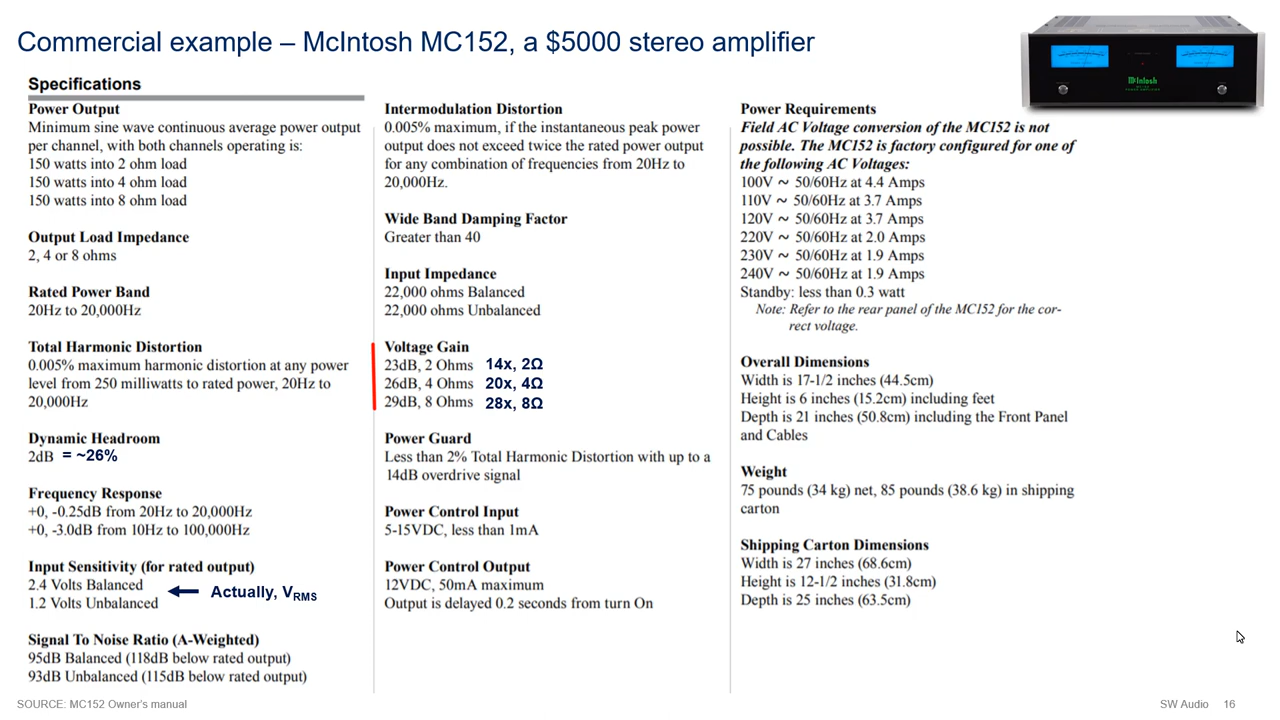 Commercial example – McIntosh MC152, a $5000 stereo amplifier
McIntosh
Specifications
Power Output
Minimum sine wave continuous average power output
per channel, with both channels operating is:
150 watts into 2 ohm load
150 watts into 4 ohm load
150 watts into 8 ohm load
Output Load Impedance
2, 4 or 8 ohms
Rated Power Band
20Hz to 20,000Hz
Total Harmonic Distortion
0.005% maximum harmonic distortion at any power
level from 250 milliwatts to rated power, 20Hz to
20,000Hz
Dynamic Headroom
2dB = ~26%
Frequency Response
+0, -0.25dB from 20Hz to 20,000Hz
+0, -3.0dB from 10Hz to 100,000Hz
Input Sensitivity (for rated output)
2.4 Volts Balanced
1.2 Volts Unbalanced
Actually, VRMS
Signal To Noise Ratio (A-Weighted)
95dB Balanced (118dB below rated output)
93dB Unbalanced (115dB below rated output)
Intermodulation Distortion
0.005% maximum, if the instantaneous peak power
output does not exceed twice the rated power output
for any combination of frequencies from 20Hz to
20,000Hz.
Wide Band Damping Factor
Greater than 40
Input Impedance
22,000 ohms Balanced
22,000 ohms Unbalanced
Voltage Gain
23dB, 2 Ohms 14x, 2Ω
26dB, 4 Ohms 20x, 4Ω
29dB, 8 Ohms 28x, 8Ω
Power Guard
Less than 2% Total Harmonic Distortion with up to a
14dB overdrive signal
Power Control Input
5-15VDC, less than 1mA
Power Control Output
12VDC, 50mA maximum
Output is delayed 0.2 seconds from turn On
Power Requirements
Field AC Voltage conversion of the MC152 is not
possible. The MC152 is factory configured for one of
the following AC Voltages:
100V ~ 50/60Hz at 4.4 Amps
110V ~ 50/60Hz at 3.7 Amps
120V ~ 50/60Hz at 3.7 Amps
220V ~ 50/60Hz at 2.0 Amps
230V ~ 50/60Hz at 1.9 Amps
240V ~ 50/60Hz at 1.9 Amps
Standby: less than 0.3 watt
Note: Refer to the rear panel of the MC152 for the cor-
rect voltage.
Overall Dimensions
Width is 17-1/2 inches (44.5cm)
Height is 6 inches (15.2cm) including feet
Depth is 21 inches (50.8cm) including the Front Panel
and Cables
Weight
75 pounds (34 kg) net, 85 pounds (38.6 kg) in shipping
carton
Shipping Carton Dimensions
Width is 27 inches (68.6cm)
Height is 12-1/2 inches (31.8cm)
Depth is 25 inches (63.5cm)
SOURCE: MC152 Owner's manual
SW Audio 16